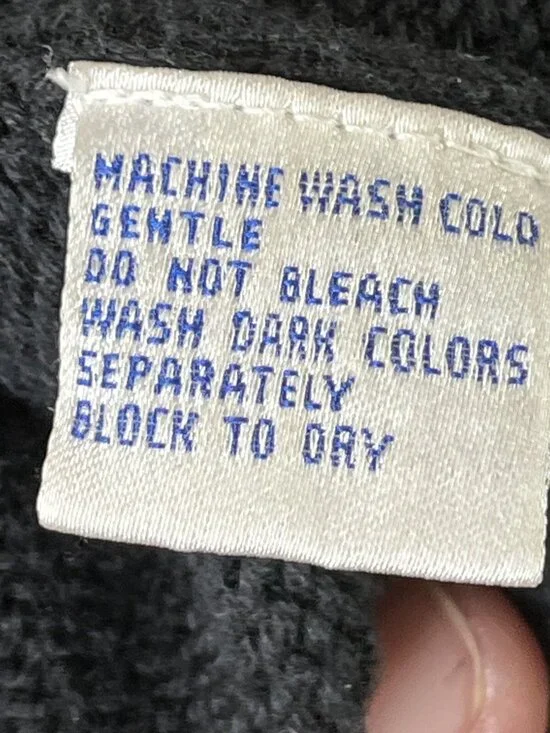 MACHINE WASH COLD
GENTLE
DO NOT BLEACH
WASH DARK COLORS
SEPARATELY
BLOCK TO DRY